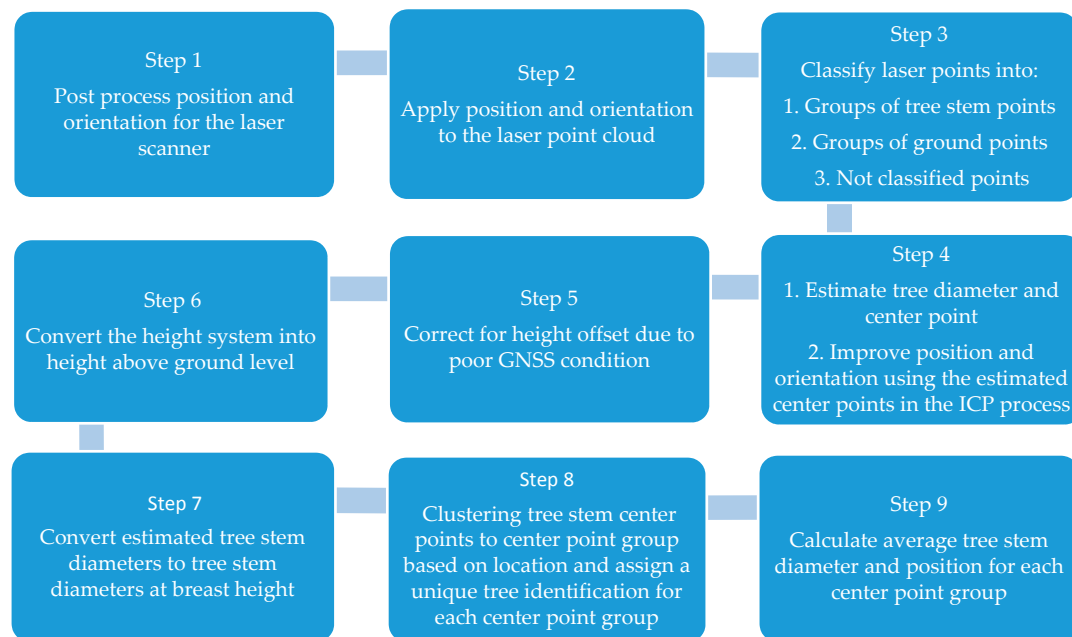 Step 1
Post process position and
orientation for the laser
scanner
Step 2
Apply position and orientation
to the laser point cloud
Step 3
Classify laser points into:
1. Groups of tree stem points
2. Groups of ground points
3. Not classified points
Step 4
1. Estimate tree diameter and
center point
2. Improve position and
orientation using the estimated
center points in the ICP process
Step 5
Correct for height offset due to
poor GNSS condition
Step 6
Convert the height system into
height above ground level
Step 7
Convert estimated tree stem
diameters to tree stem
diameters at breast height
Step 8
Clustering tree stem center
points to center point group
based on location and assign a
unique tree identification for
each center point group
Step 9
Calculate average tree stem
diameter and position for each
center point group